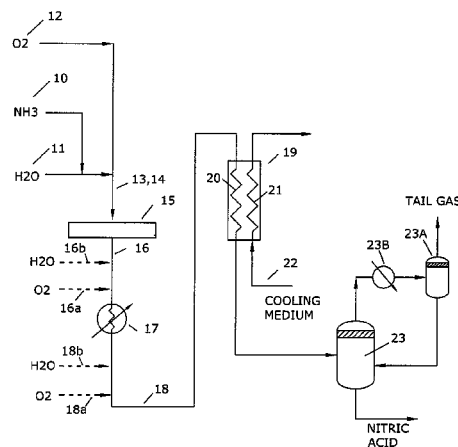 12
O2
10
NH3
11
H2O
13,14
15
16b
16
H2O
O2
16a
17
18b
H2O
O2
18a
18
19
20
21
22
COOLING
MEDIUM
TAIL GAS
23A
23B
23
NITRIC
ACID